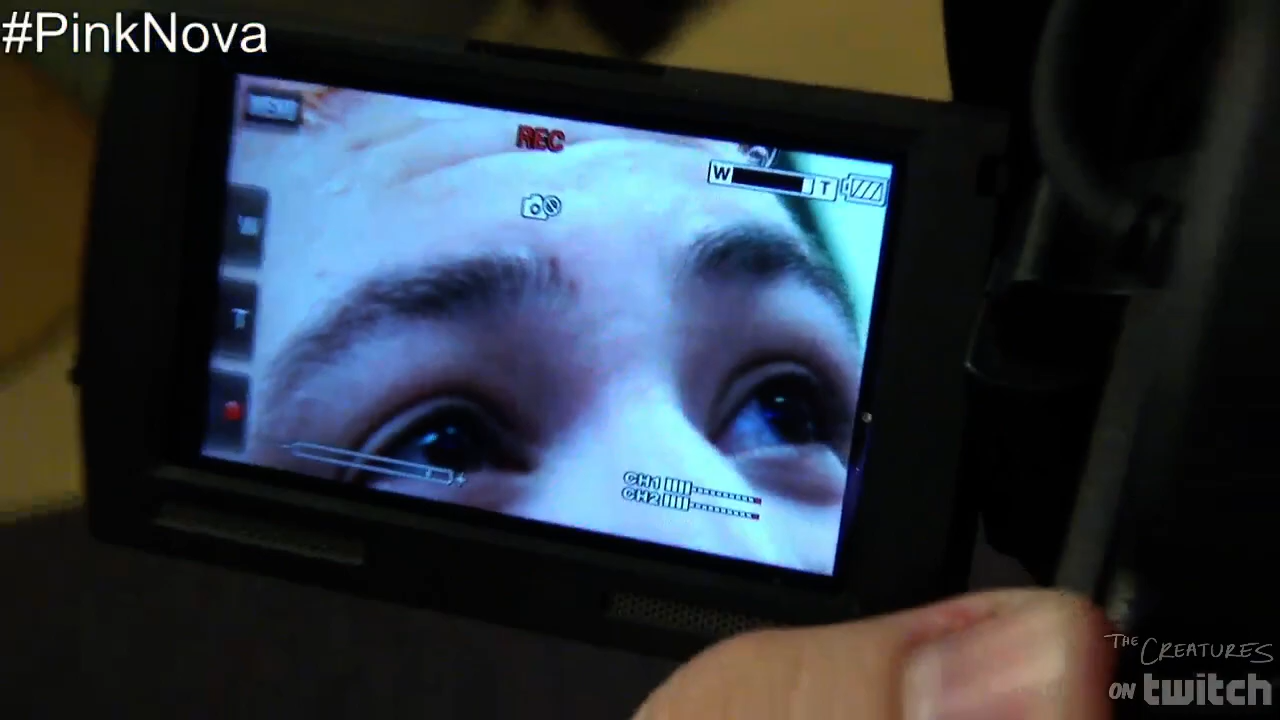 #PinkNova
REC
W T
T
CH1
CH2
THE CREATURES
ON twitch